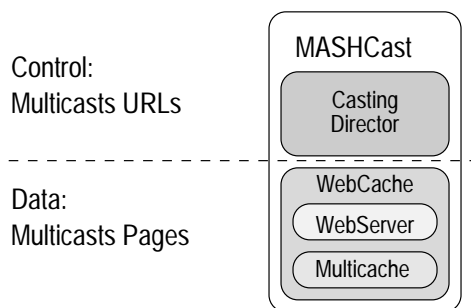 Control:
Multicasts URLs
Data:
Multicasts Pages
MASHCast
Casting
Director
WebCache
WebServer
Multicache